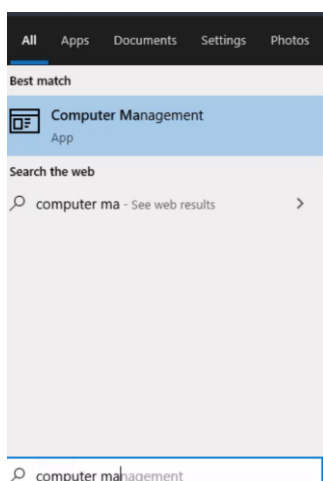 All Apps Documents Settings Photos
Best match
Computer Management
App
Search the web
computer ma - See web results
computer management